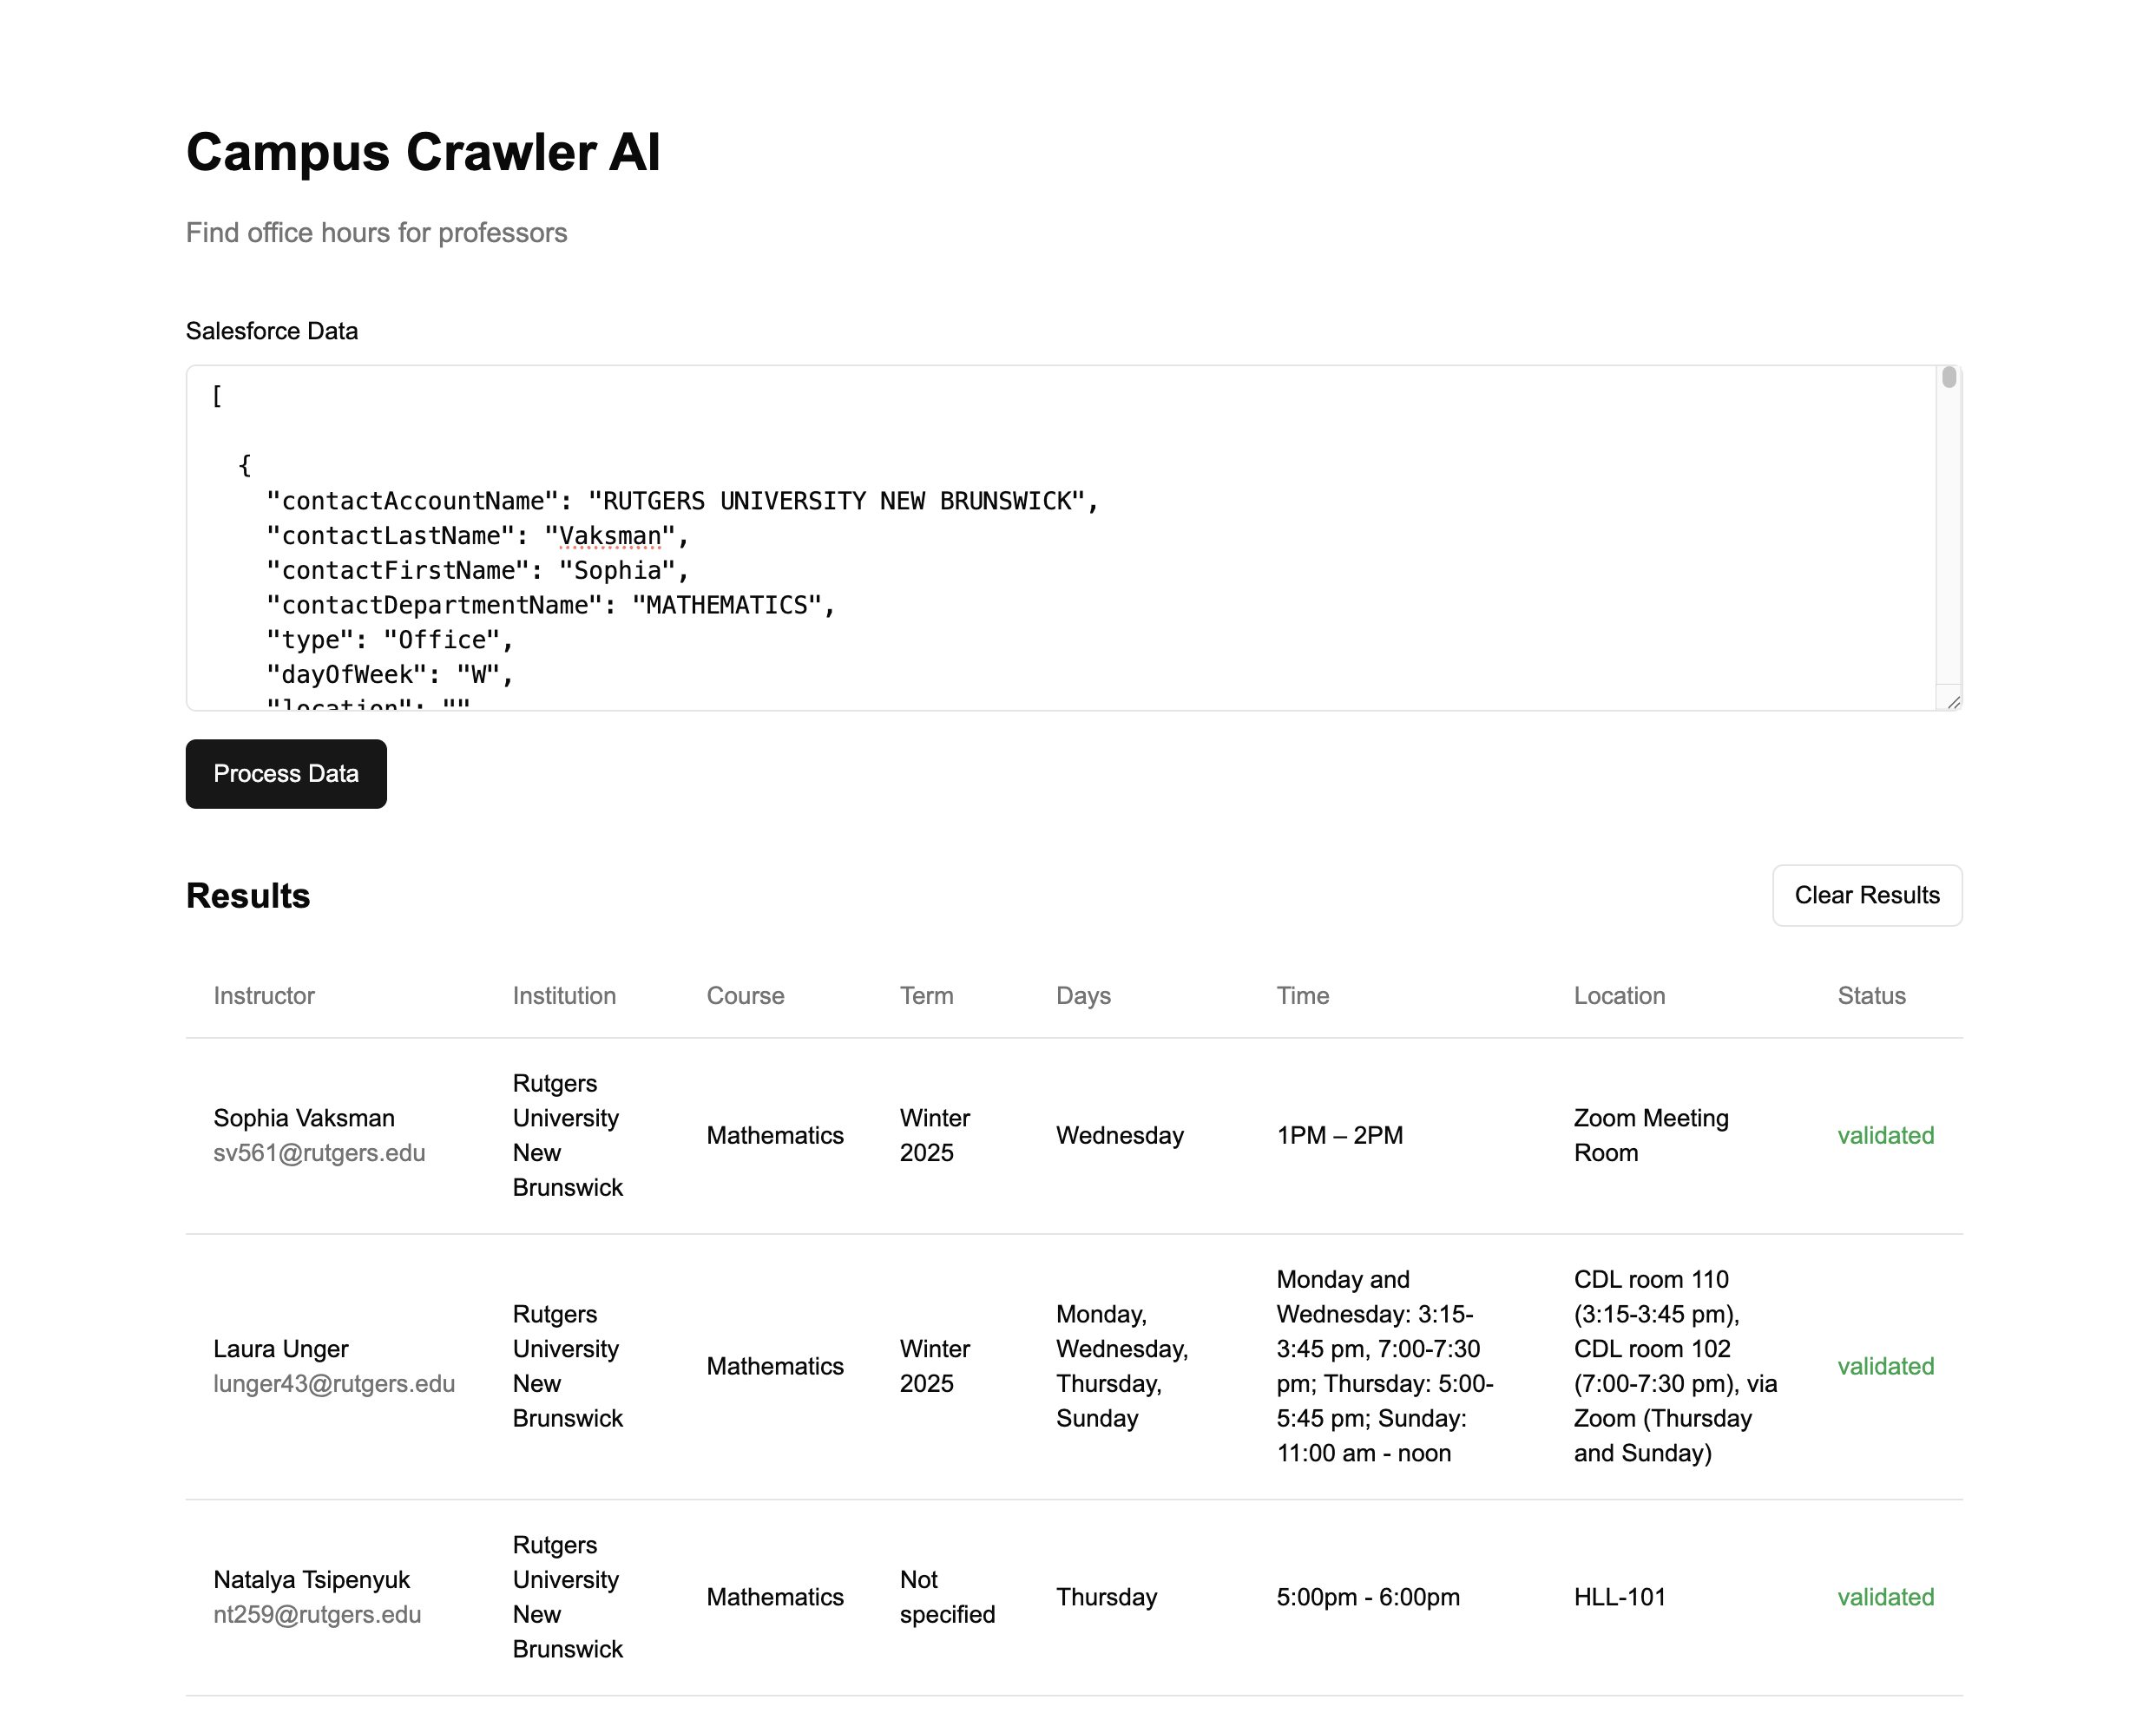 Campus Crawler AI
Find office hours for professors
Salesforce Data
[
{
"contactAccountName": "RUTGERS UNIVERSITY NEW BRUNSWICK",
"contactLastName": "Vaksman",
"contactFirstName": "Sophia",
"contactDepartmentName": "MATHEMATICS",
"type": "Office",
"dayOfWeek": "W",
"location": ""
Process Data
Results
Clear Results
Instructor Institution Course Term Days Time Location Status
Sophia Vaksman
sv561@rutgers.edu
Rutgers
University
New
Brunswick
Mathematics
Winter
2025
Wednesday
1PM – 2PM
Zoom Meeting
Room
validated
Laura Unger
lunger43@rutgers.edu
Rutgers
University
New
Brunswick
Mathematics
Winter
2025
Monday,
Wednesday,
Thursday,
Sunday
Monday and
Wednesday: 3:15-
3:45 pm, 7:00-7:30
pm; Thursday: 5:00-
5:45 pm; Sunday:
11:00 am - noon
CDL room 110
(3:15-3:45 pm),
CDL room 102
(7:00-7:30 pm), via
Zoom (Thursday
and Sunday)
validated
Natalya Tsipenyuk
nt259@rutgers.edu
Rutgers
University
New
Brunswick
Mathematics
Not
specified
Thursday
5:00pm - 6:00pm
HLL-101
validated